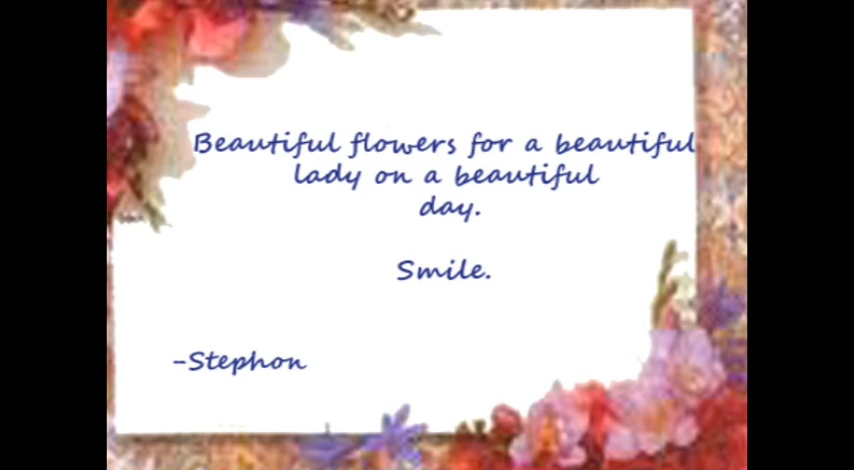 Beautiful flowers for a beautiful
lady on a beautiful
day.
Smile.
-Stephon